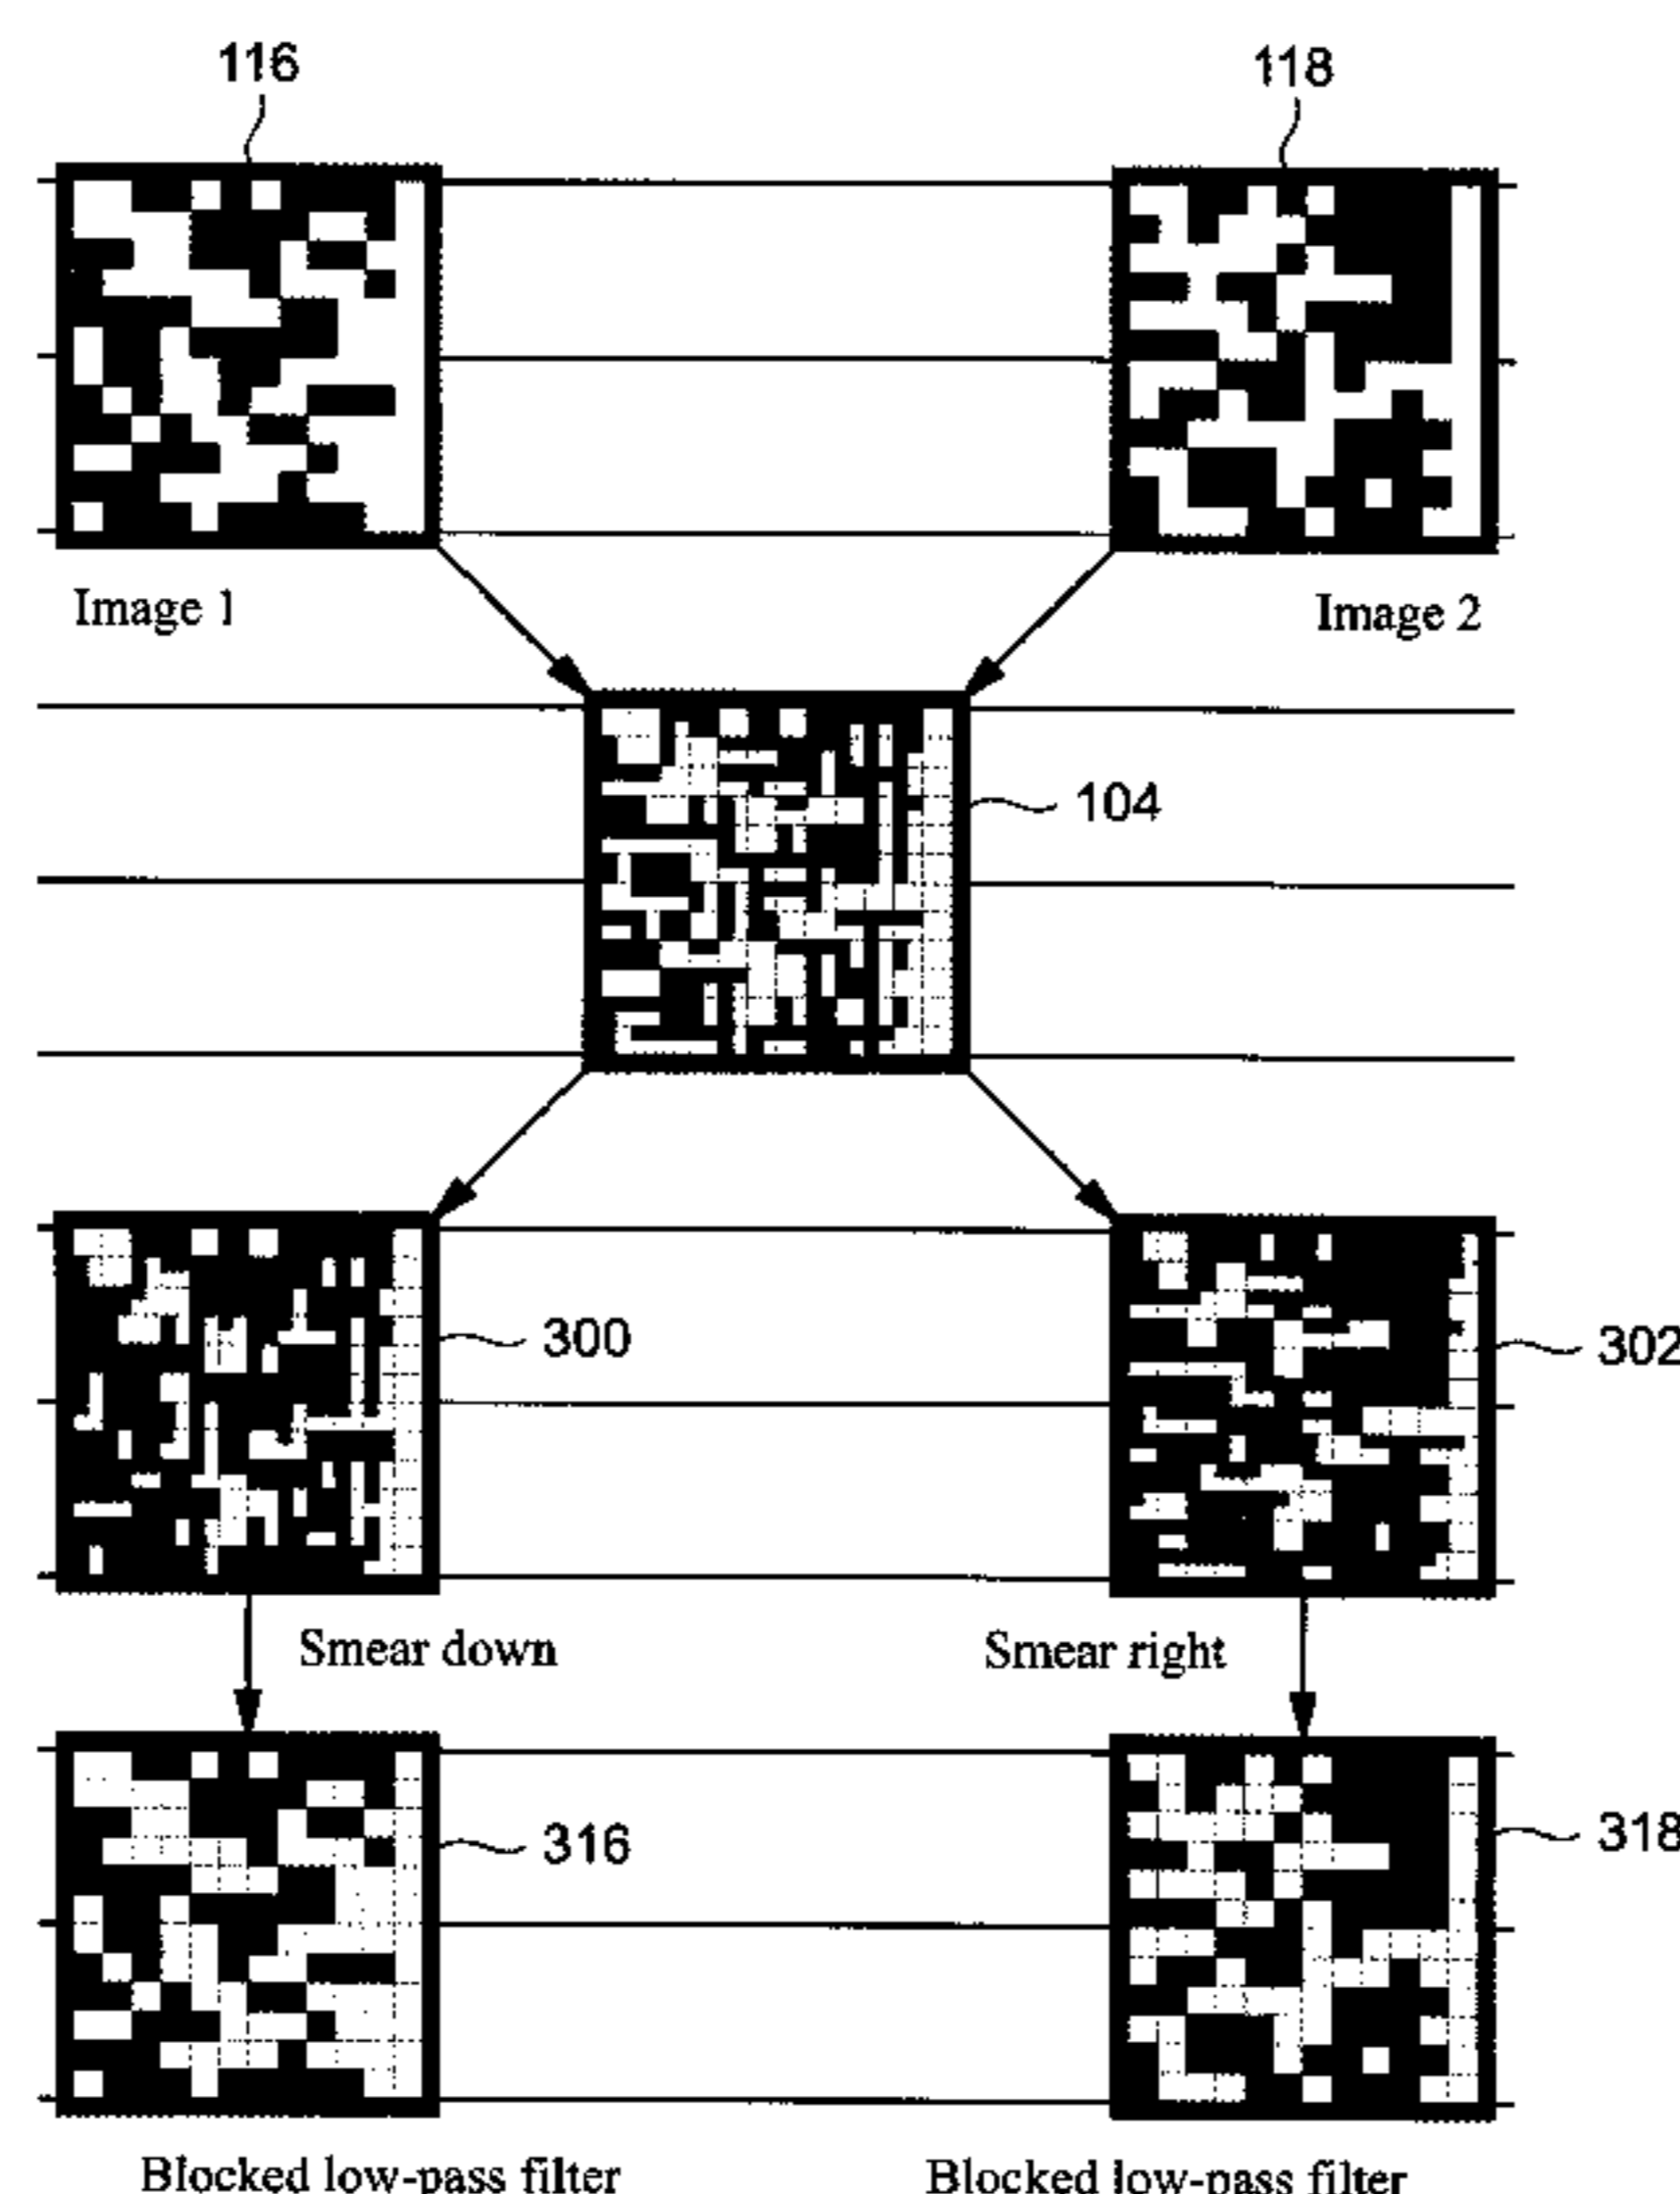 116
118
Image 1
Image 2
104
300
302
Smear down
Smear right
316
318
Blocked low-pass filter
Blocked low-pass filter